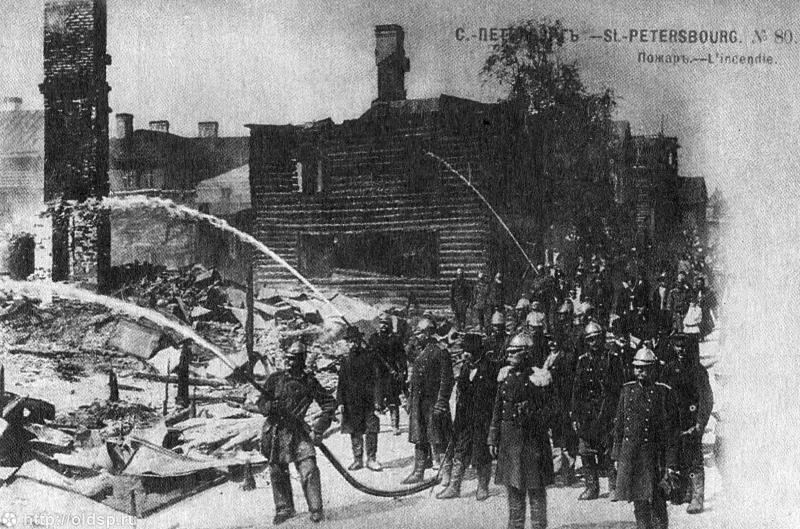 С.-ПЕТЕРБУРГЪ —St.-PETERSBOURG. № 80.
Пожаръ.—L'incendie.
http://oldsp.ru